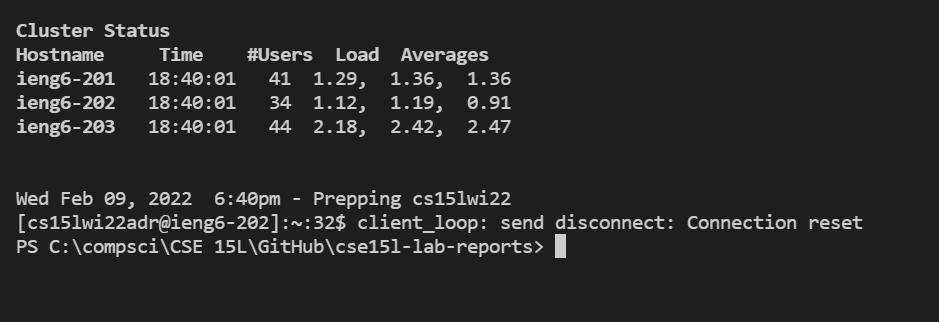 Cluster Status
Hostname     Time    #Users  Load  Averages
ieng6-201   18:40:01   41  1.29,  1.36,  1.36
ieng6-202   18:40:01   34  1.12,  1.19,  0.91
ieng6-203   18:40:01   44  2.18,  2.42,  2.47
Wed Feb 09, 2022  6:40pm - Prepping cs15lwi22
[cs15lwi22adr@ieng6-202]:~:32$ client_loop: send disconnect: Connection reset
PS C:\compsci\CSE 15L\GitHub\cse15l-lab-reports>